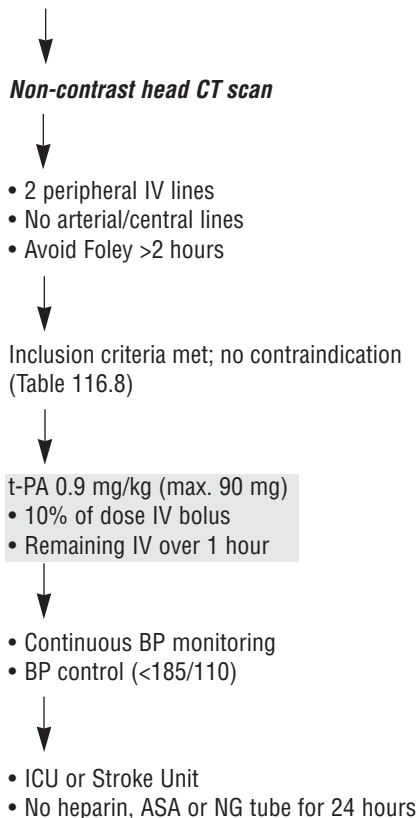 Non-contrast head CT scan
• 2 peripheral IV lines
• No arterial/central lines
• Avoid Foley >2 hours
Inclusion criteria met; no contraindication
(Table 116.8)
t-PA 0.9 mg/kg (max. 90 mg)
• 10% of dose IV bolus
• Remaining IV over 1 hour
• Continuous BP monitoring
• BP control (<185/110)
• ICU or Stroke Unit
• No heparin, ASA or NG tube for 24 hours